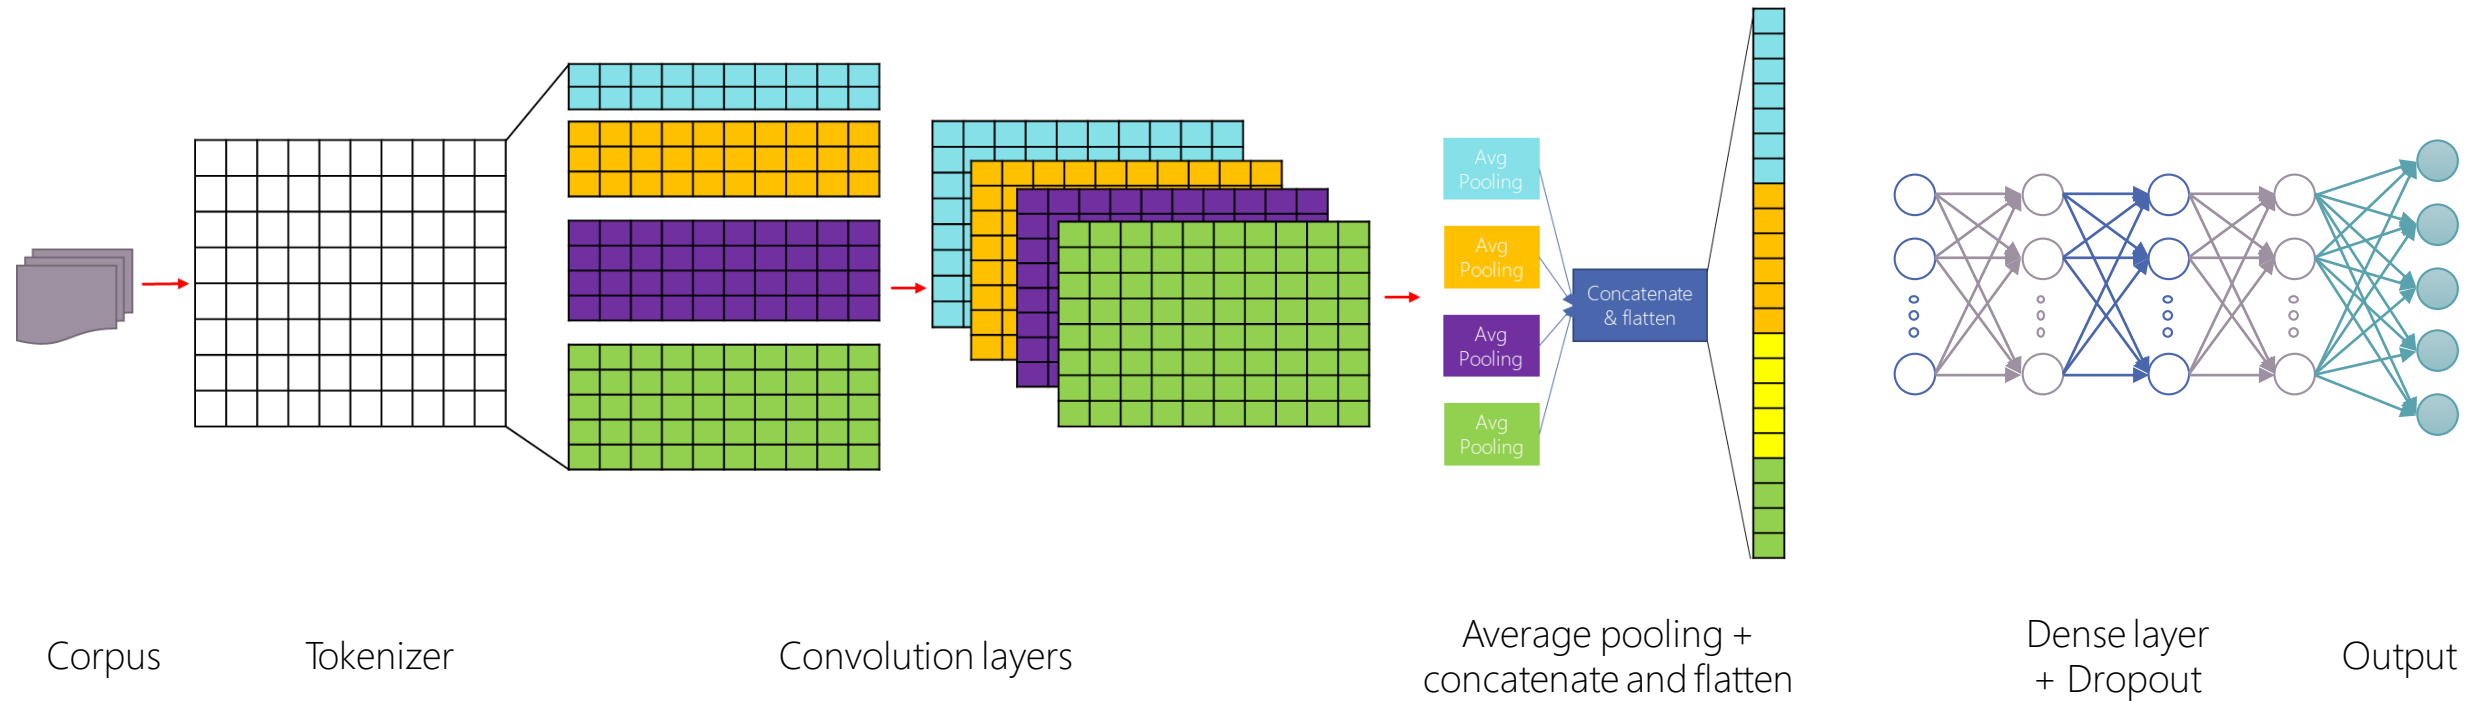 Avg
Pooling
Avg
Pooling
Avg
Pooling
Avg
Pooling
Concatenate
& flatten
Corpus
Tokenizer
Convolution layers
Average pooling +
concatenate and flatten
Dense layer
+ Dropout
Output